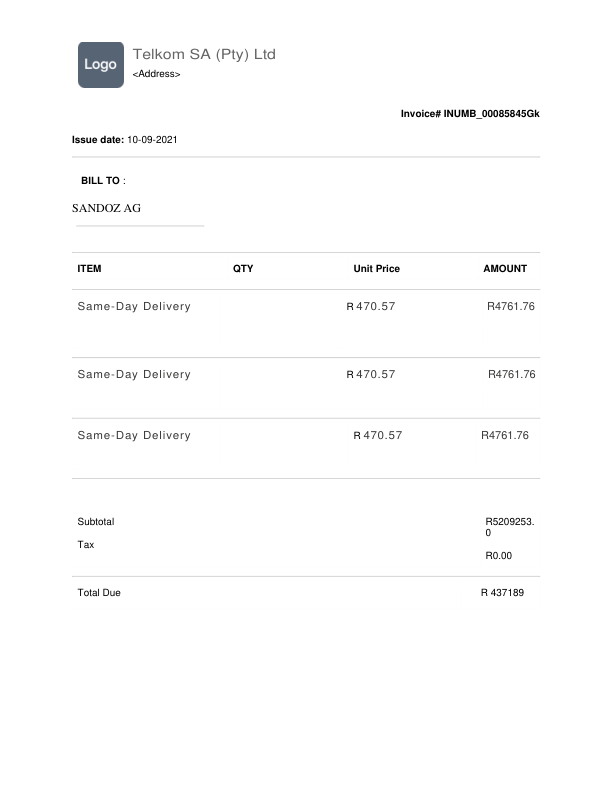 Logo
Telkom SA (Pty) Ltd
<Address>
Invoice# INUMB_00085845Gk
Issue date: 10-09-2021
BILL TO :
SANDOZ AG
ITEM QTY Unit Price AMOUNT
Same-Day Delivery R 470.57 R4761.76
Same-Day Delivery R 470.57 R4761.76
Same-Day Delivery R 470.57 R4761.76
Subtotal R5209253.
0
Tax
R0.00
Total Due R 437189